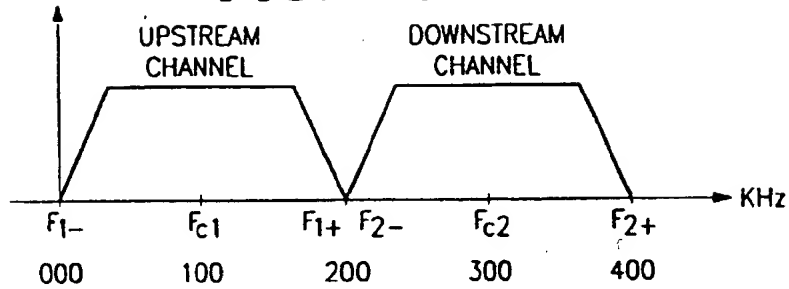 UPSTREAM CHANNEL
DOWNSTREAM CHANNEL
KHz
F1- Fc1 F1+ F2- Fc2 F2+
000 100 200 300 400